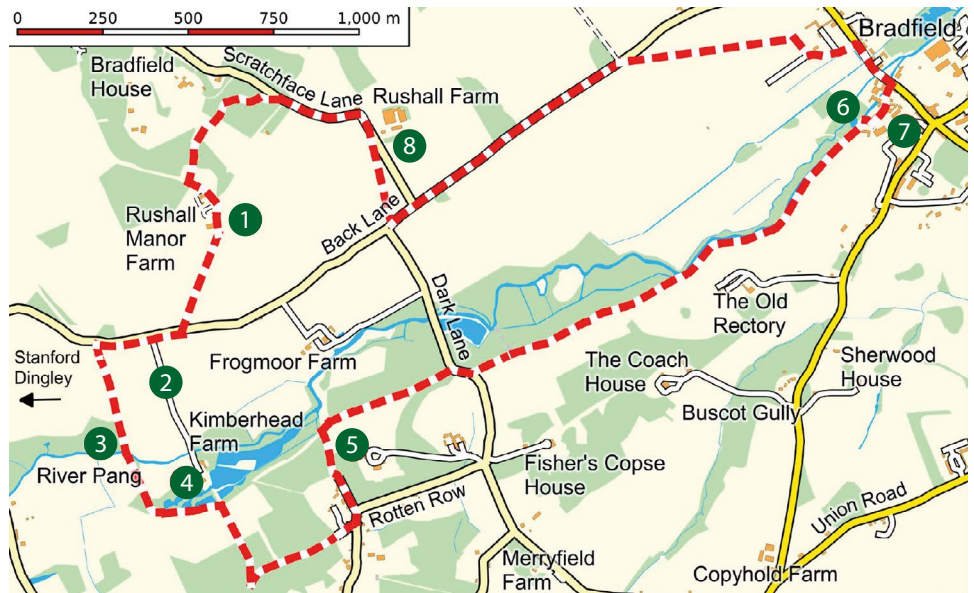 0 250 500 750 1,000 m
Bradfield
Bradfield
House
Scratchface Lane
Rushall Farm
6
7
8
Rushall
Manor
Farm
1
Back Lane
Dark Lane
The Old
Rectory
Stanford
Dingley
Frogmoor Farm
2
The Coach
House
Sherwood
House
Buscot Gully
Kimberhead
Farm
3
River Pang
4
5
Fisher's Copse
House
Rotten Row
Union Road
Merryfield
Farm
Copyhold Farm